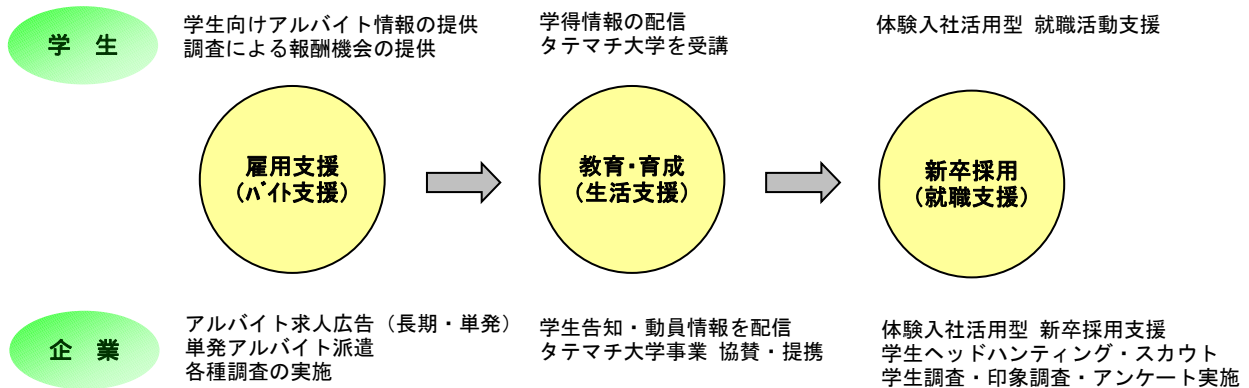 学 生
学生向けアルバイト情報の提供
調査による報酬機会の提供
学得情報の配信
タテマチ大学を受講
体験入社活用型 就職活動支援
雇用支援
(バイト支援)
教育・育成
(生活支援)
新卒採用
(就職支援)
企 業
アルバイト求人広告（長期・単発）
単発アルバイト派遣
各種調査の実施
学生告知・動員情報を配信
タテマチ大学事業 協賛・提携
体験入社活用型 新卒採用支援
学生ヘッドハンティング・スカウト
学生調査・印象調査・アンケート実施